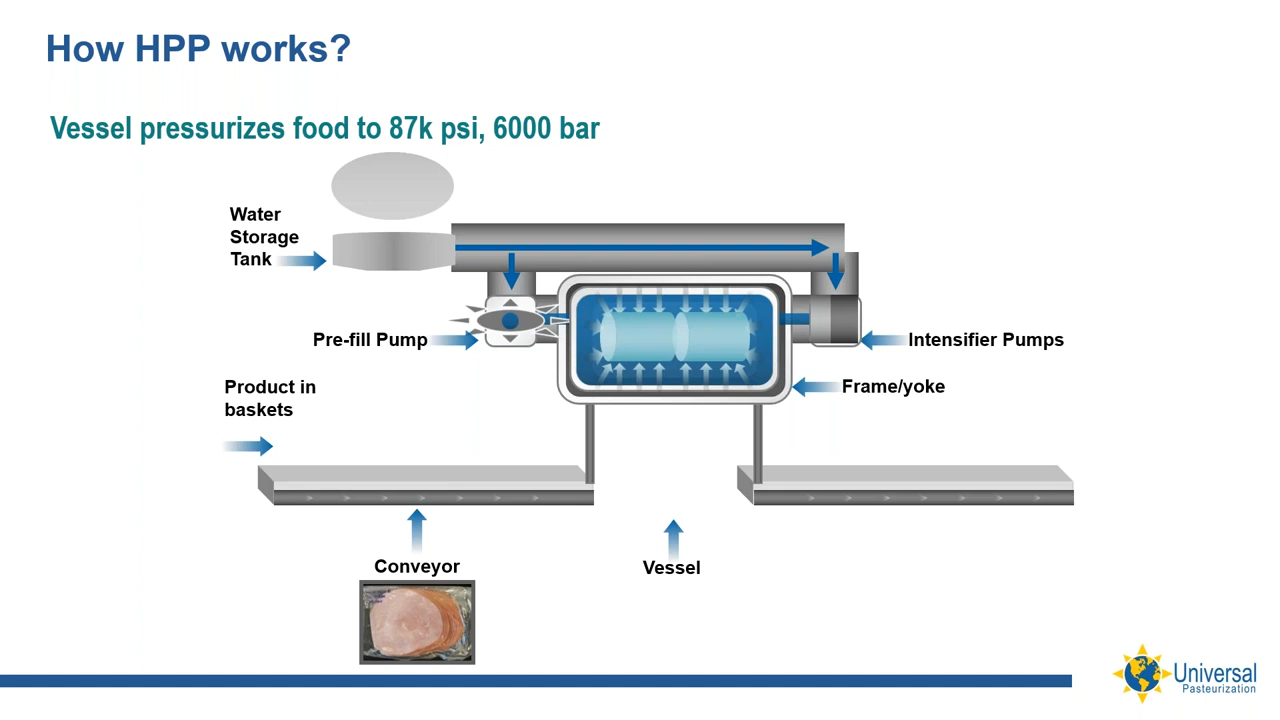 How HPP works?
Vessel pressurizes food to 87k psi, 6000 bar
Water
Storage
Tank
Pre-fill Pump
Intensifier Pumps
Frame/yoke
Product in
baskets
Conveyor
Vessel
Universal
Pasteurization